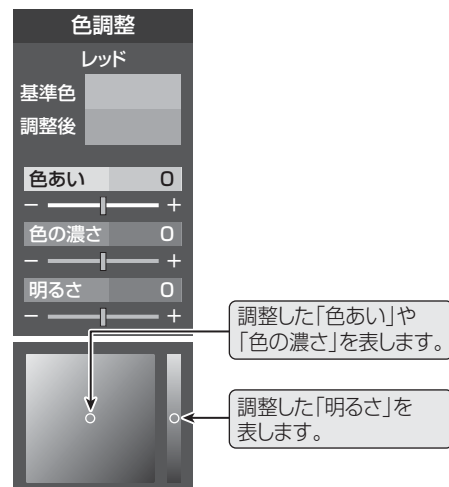 色調整
レッド
基準色
調整後
色あい 0
− +
色の濃さ 0
− +
明るさ 0
− +
調整した「色あい」や
「色の濃さ」を表します。
調整した「明るさ」を
表します。